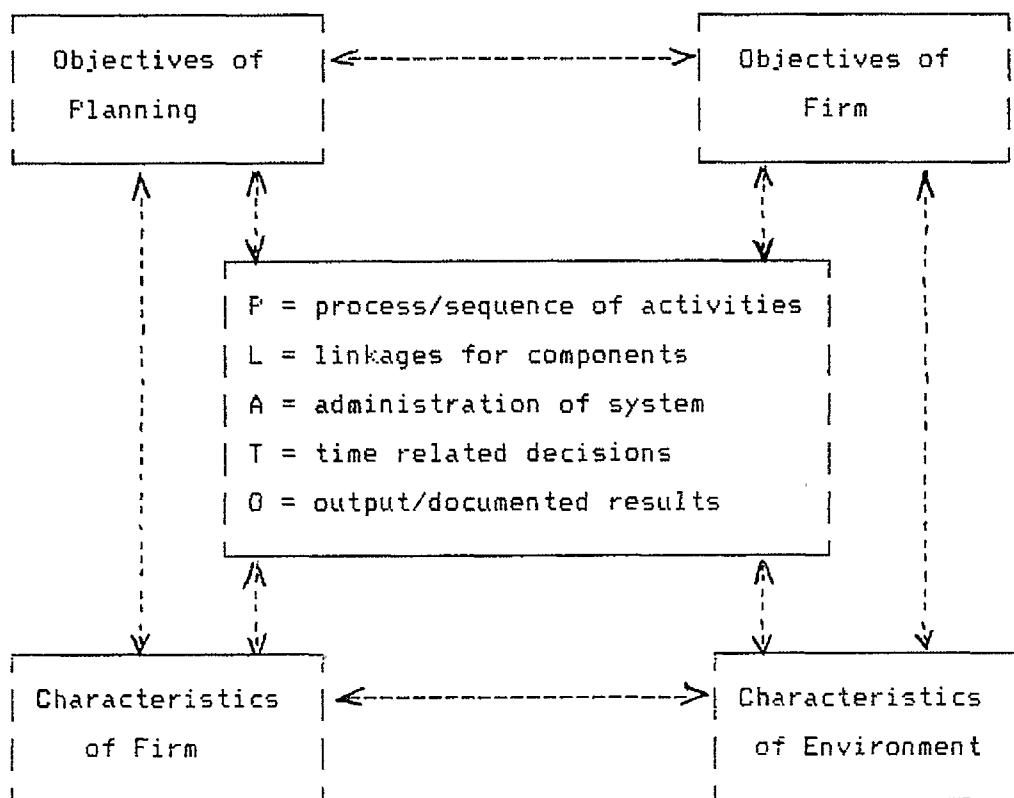 Objectives of
Planning
Objectives of
Firm
P = process/sequence of activities
L = linkages for components
A = administration of system
T = time related decisions
O = output/documented results
Characteristics
of Firm
Characteristics
of Environment